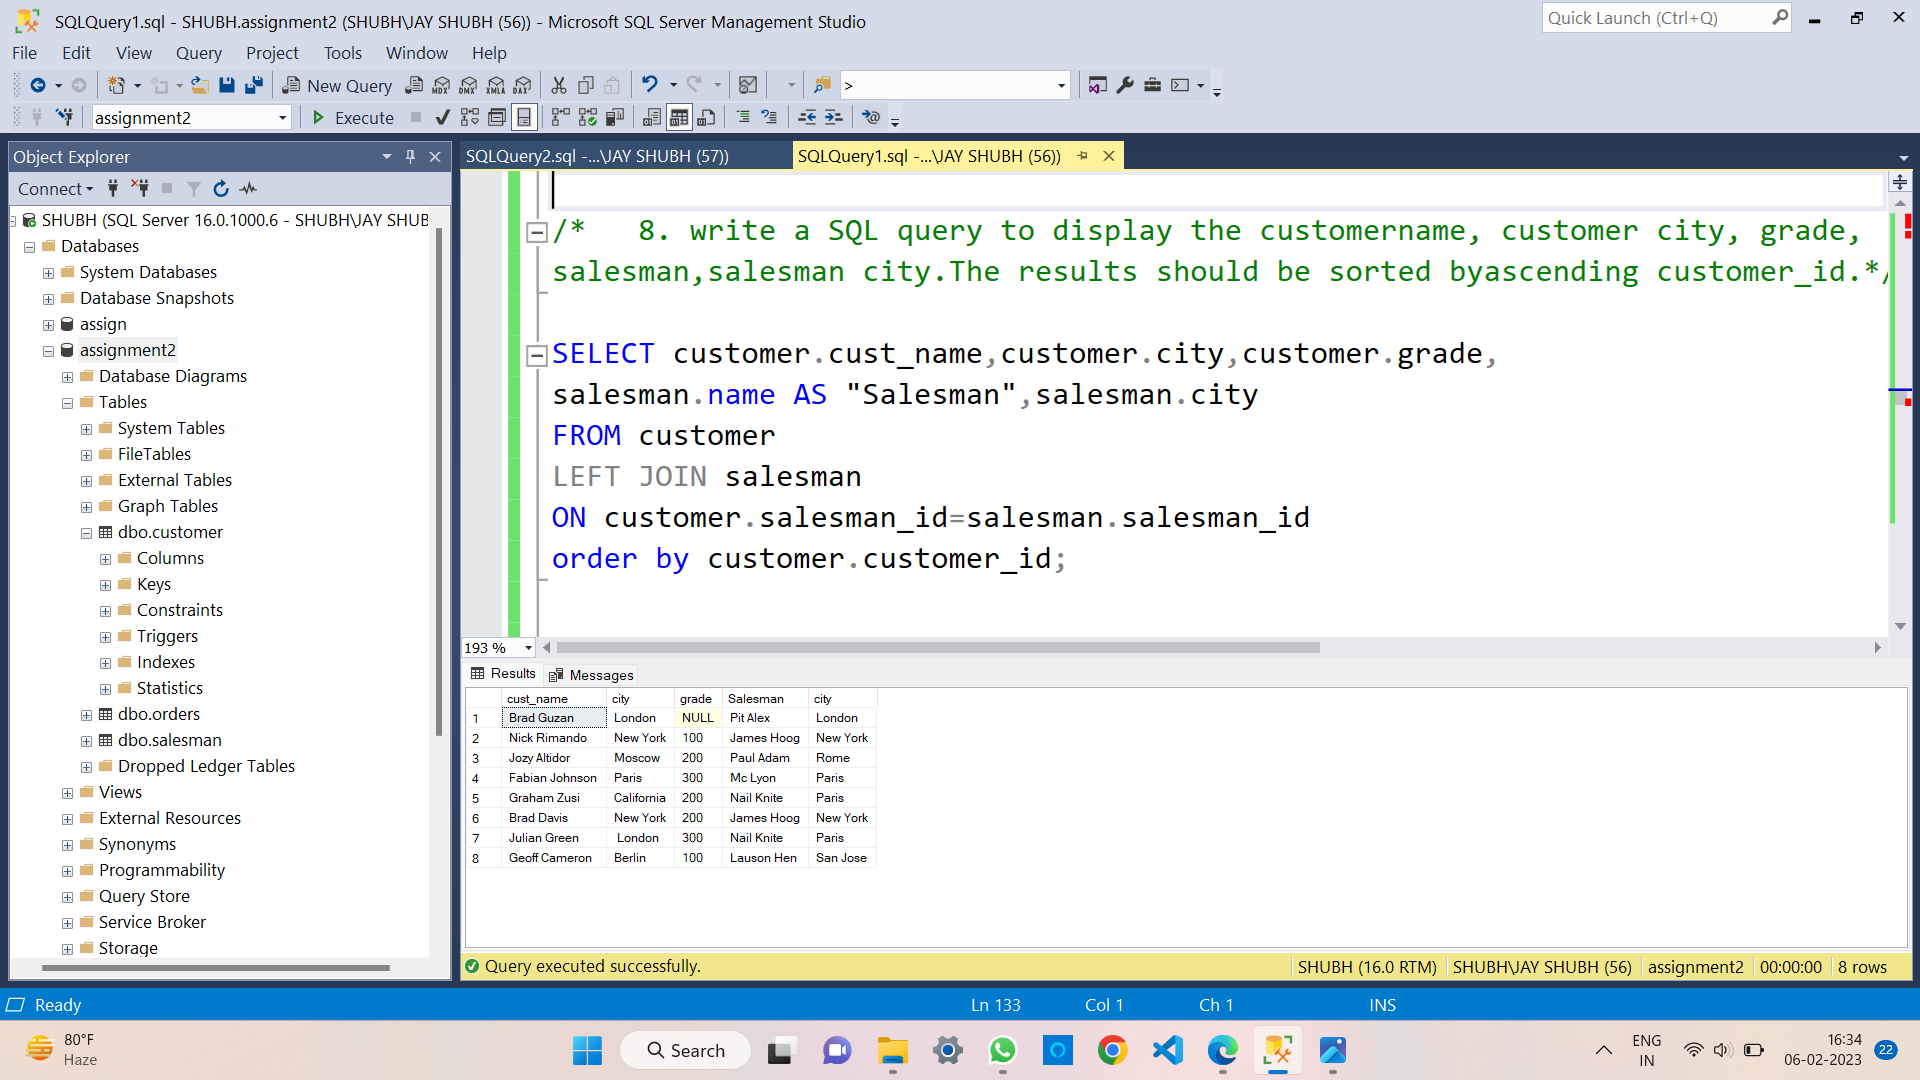 SQLQuery1.sql - SHUBH.assignment2 (SHUBH\JAY SHUBH (56)) - Microsoft SQL Server Management Studio
Quick Launch (Ctrl+Q)
File Edit View Query Project Tools Window Help
New Query MDX DMX XMLA DAX >
assignment2 Execute
Object Explorer
SQLQuery2.sql -...\JAY SHUBH (57))
SQLQuery1.sql -...\JAY SHUBH (56))
Connect
SHUBH (SQL Server 16.0.1000.6 - SHUBH\JAY SHUB
Databases
System Databases
Database Snapshots
assign
assignment2
Database Diagrams
Tables
System Tables
FileTables
External Tables
Graph Tables
dbo.customer
Columns
Keys
Constraints
Triggers
Indexes
Statistics
dbo.orders
dbo.salesman
Dropped Ledger Tables
Views
External Resources
Synonyms
Programmability
Query Store
Service Broker
Storage
/*   8. write a SQL query to display the customername, customer city, grade,
salesman,salesman city.The results should be sorted byascending customer_id.*/
SELECT customer.cust_name,customer.city,customer.grade,
salesman.name AS "Salesman",salesman.city
FROM customer
LEFT JOIN salesman
ON customer.salesman_id=salesman.salesman_id
order by customer.customer_id;
193 %
Results Messages
cust_name city grade Salesman city
1 Brad Guzan London NULL Pit Alex London
2 Nick Rimando New York 100 James Hoog New York
3 Jozy Altidor Moscow 200 Paul Adam Rome
4 Fabian Johnson Paris 300 Mc Lyon Paris
5 Graham Zusi California 200 Nail Knite Paris
6 Brad Davis New York 200 James Hoog New York
7 Julian Green London 300 Nail Knite Paris
8 Geoff Cameron Berlin 100 Lauson Hen San Jose
Query executed successfully.
SHUBH (16.0 RTM) SHUBH\JAY SHUBH (56) assignment2 00:00:00 8 rows
Ready Ln 133 Col 1 Ch 1 INS
80°F
Haze
Search
ENG
IN
16:34
06-02-2023
22